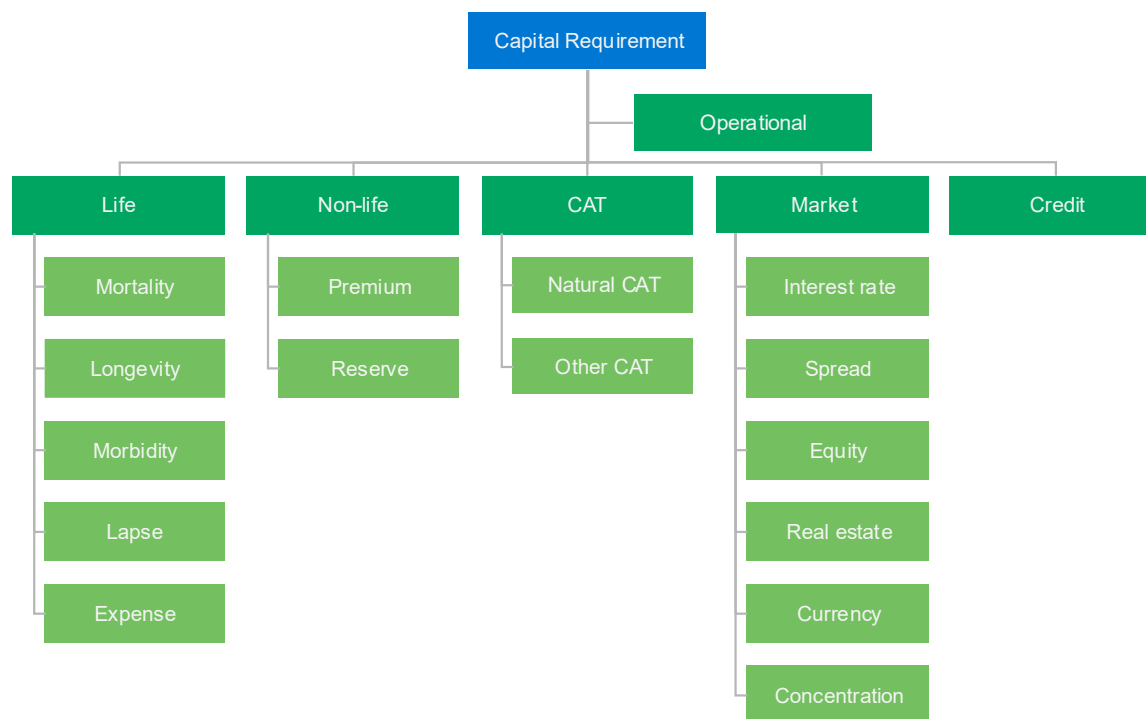 Capital Requirement
Operational
Life
Non-life
CAT
Market
Credit
Mortality
Premium
Natural CAT
Interest rate
Longevity
Reserve
Other CAT
Spread
Morbidity
Equity
Lapse
Real estate
Expense
Currency
Concentration